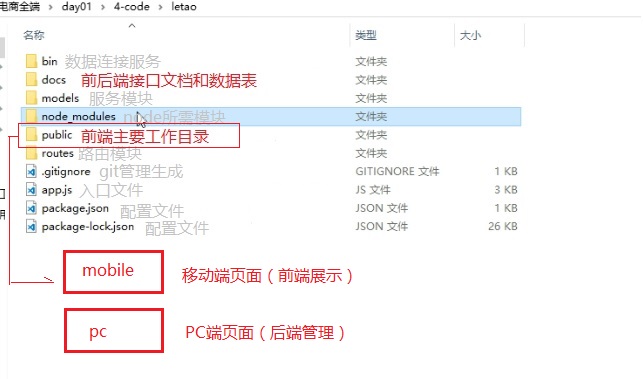 电商全端 > day01 > 4-code > letao
名称 类型 大小
bin 数据连接服务 文件夹
docs 前后端接口文档和数据表 文件夹
models 服务模块 文件夹
node_modules node所需模块 文件夹
public 前端主要工作目录 文件夹
routes 路由模块 文件夹
.gitignore git管理生成 GITIGNORE 文件 1 KB
app.js 入口文件 JS 文件 3 KB
package.json 配置文件 JSON 文件 1 KB
package-lock.json 配置文件 JSON 文件 26 KB
mobile 移动端页面（前端展示）
pc PC端页面（后端管理）